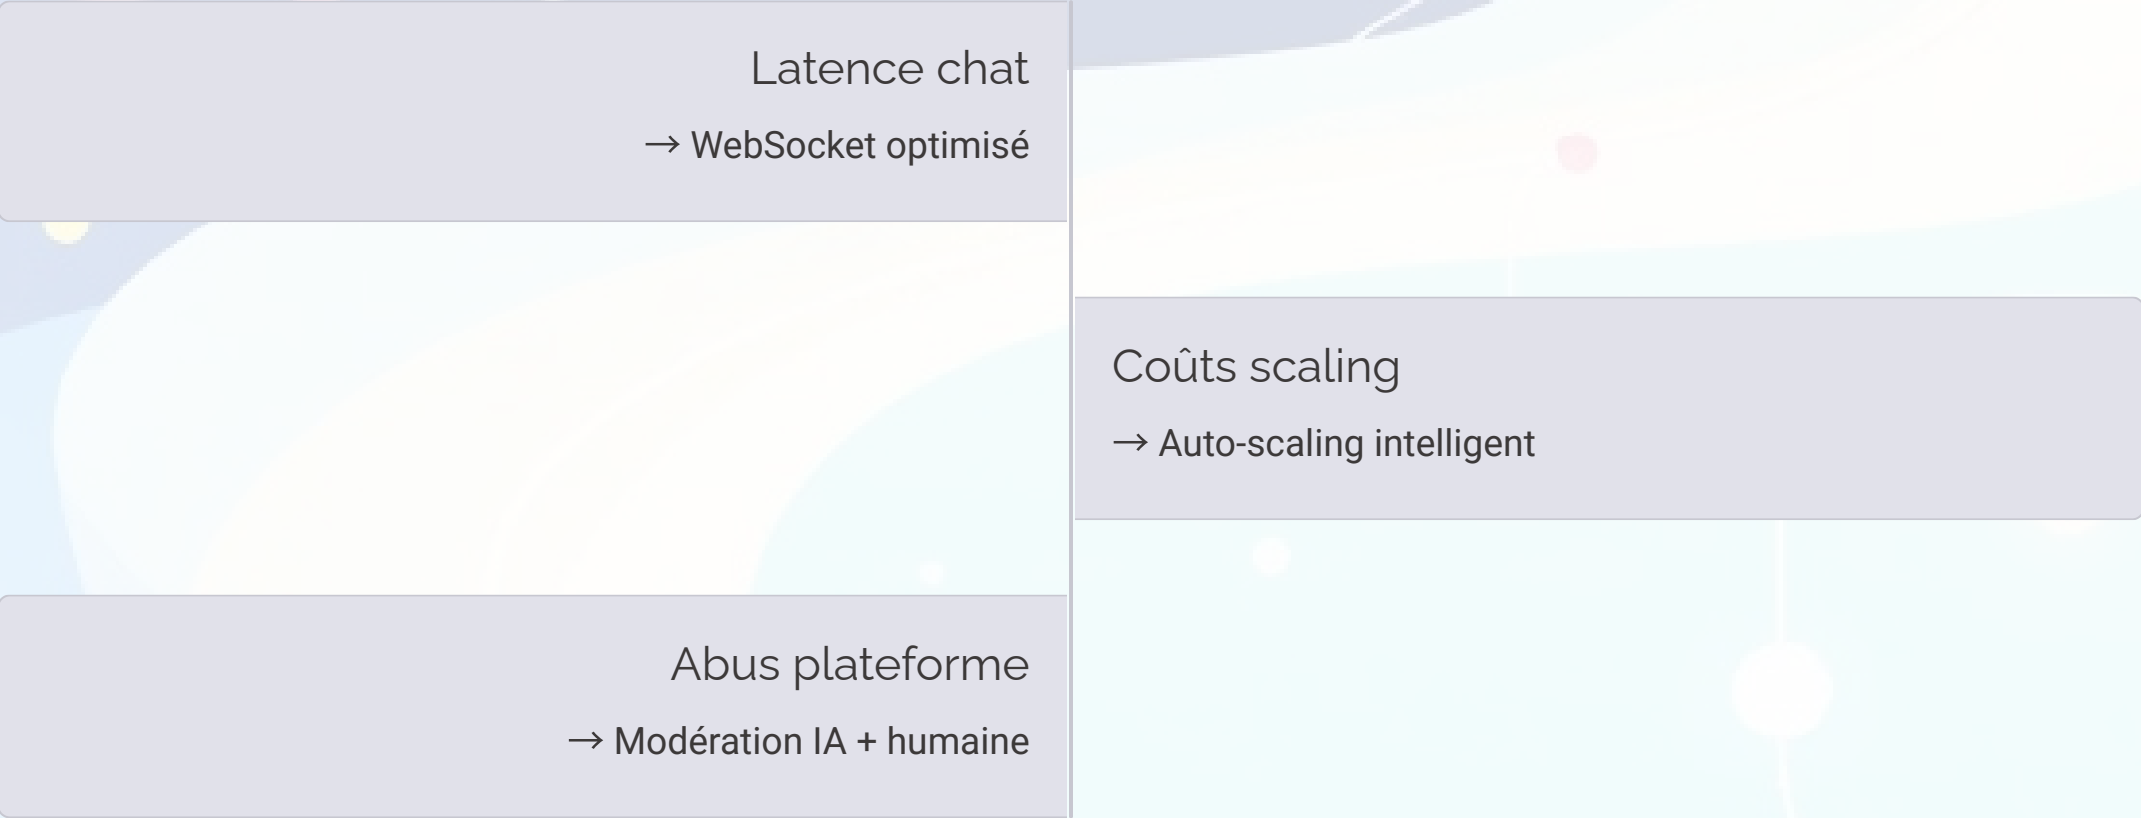 Latence chat
→ WebSocket optimisé
Coûts scaling
→ Auto-scaling intelligent
Abus plateforme
→ Modération IA + humaine